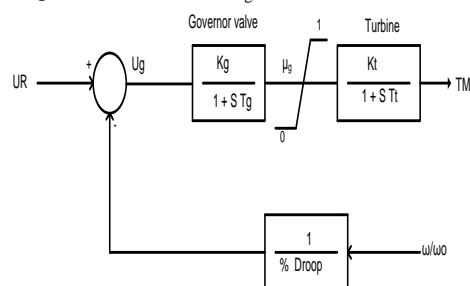 Governor valve
Turbine
1
+
Ug
Kg
μg
Kt
UR
TM
1 + S Tg
1 + S Tt
-
0
1
ω/ωo
% Droop